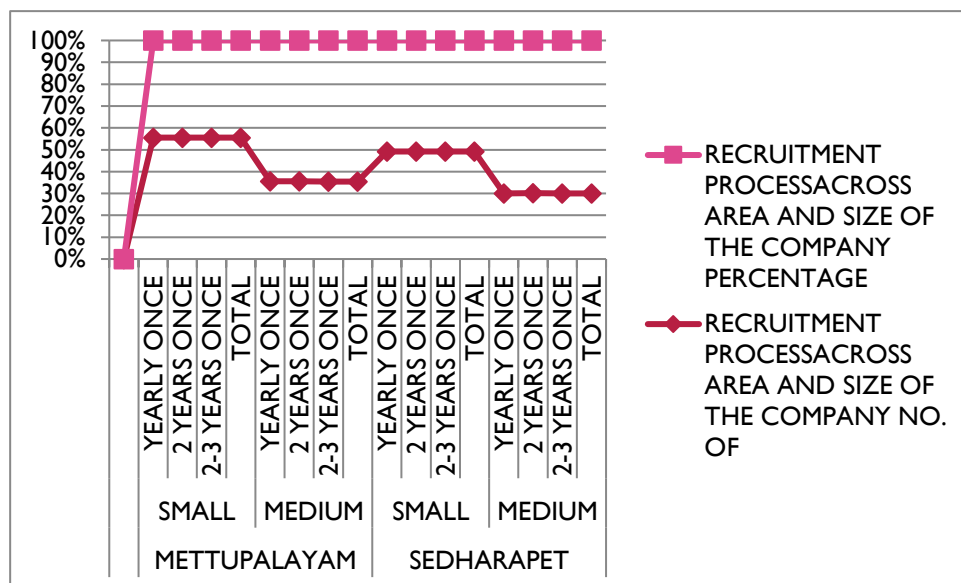 100%
90%
80%
70%
60%
50%
40%
30%
20%
10%
0%
YEARLY ONCE
2 YEARS ONCE
2-3 YEARS ONCE
TOTAL
YEARLY ONCE
2 YEARS ONCE
2-3 YEARS ONCE
TOTAL
YEARLY ONCE
2 YEARS ONCE
2-3 YEARS ONCE
TOTAL
YEARLY ONCE
2 YEARS ONCE
2-3 YEARS ONCE
TOTAL
SMALL
MEDIUM
SMALL
MEDIUM
METTUPALAYAM
SEDHARAPET
RECRUITMENT
PROCESSACROSS
AREA AND SIZE OF
THE COMPANY
PERCENTAGE
RECRUITMENT
PROCESSACROSS
AREA AND SIZE OF
THE COMPANY NO.
OF